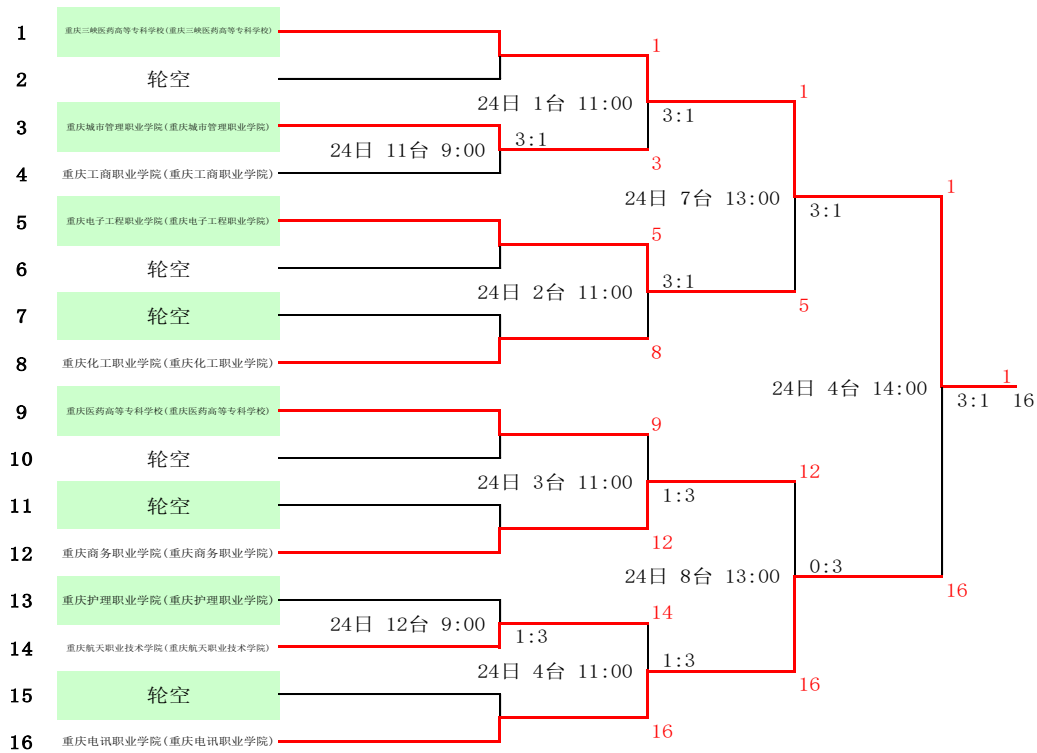 1 重庆三峡医药高等专科学校(重庆三峡医药高等专科学校)
1
2 轮空
1
24日 1台 11:00
3:1
3 重庆城市管理职业学院(重庆城市管理职业学院)
24日 11台 9:00
3:1
3
4 重庆工商职业学院(重庆工商职业学院)
1
24日 7台 13:00
3:1
5 重庆电子工程职业学院(重庆电子工程职业学院)
5
6 轮空
24日 2台 11:00
3:1
5
7 轮空
8
8 重庆化工职业学院(重庆化工职业学院)
1
24日 4台 14:00
3:1 16
9 重庆医药高等专科学校(重庆医药高等专科学校)
9
10 轮空
12
24日 3台 11:00
1:3
11 轮空
12
12 重庆商务职业学院(重庆商务职业学院)
24日 8台 13:00
0:3
16
13 重庆护理职业学院(重庆护理职业学院)
14
24日 12台 9:00
1:3
14 重庆航天职业技术学院(重庆航天职业技术学院)
24日 4台 11:00
1:3
16
15 轮空
16
16 重庆电讯职业学院(重庆电讯职业学院)